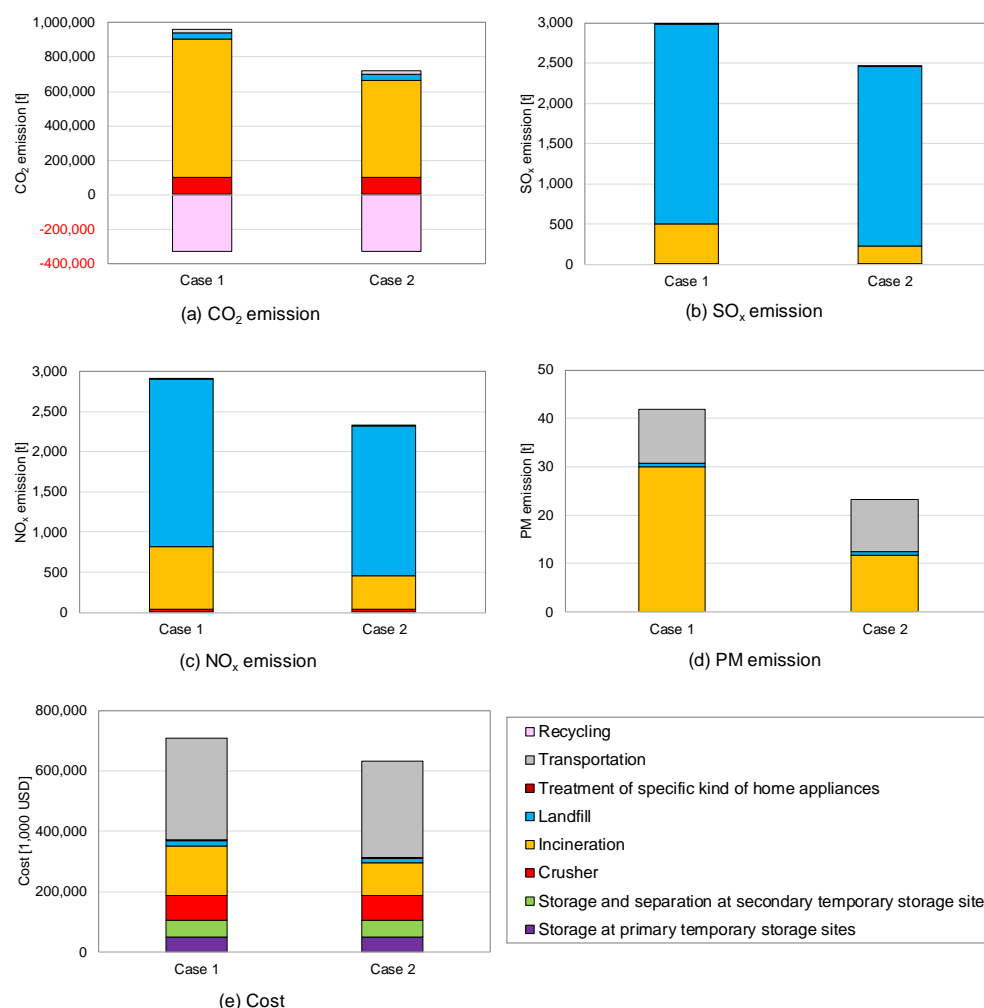 1,000,000
800,000
600,000
400,000
200,000
0
-200,000
-400,000
CO₂ emission [t]
Case 1
Case 2
(a) CO₂ emission
3,000
2,500
2,000
1,500
1,000
500
0
SOₓ emission [t]
Case 1
Case 2
(b) SOₓ emission
3,000
2,500
2,000
1,500
1,000
500
0
NOₓ emission [t]
Case 1
Case 2
(c) NOₓ emission
50
40
30
20
10
0
PM emission [t]
Case 1
Case 2
(d) PM emission
800,000
600,000
400,000
200,000
0
Cost [1,000 USD]
Case 1
Case 2
(e) Cost
Recycling
Transportation
Treatment of specific kind of home appliances
Landfill
Incineration
Crusher
Storage and separation at secondary temporary storage site
Storage at primary temporary storage sites